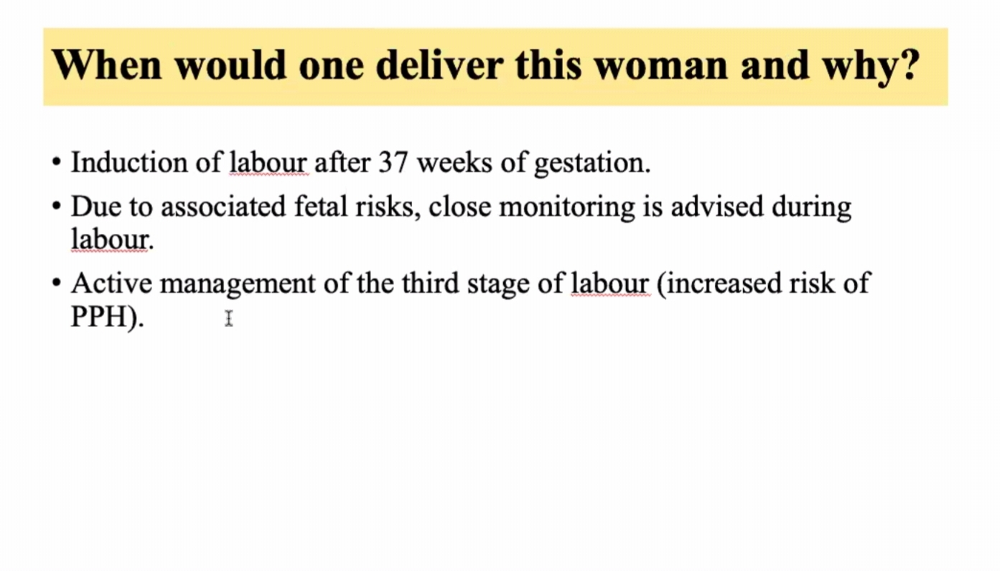 When would one deliver this woman and why?
• Induction of labour after 37 weeks of gestation.
• Due to associated fetal risks, close monitoring is advised during
labour.
• Active management of the third stage of labour (increased risk of
PPH).